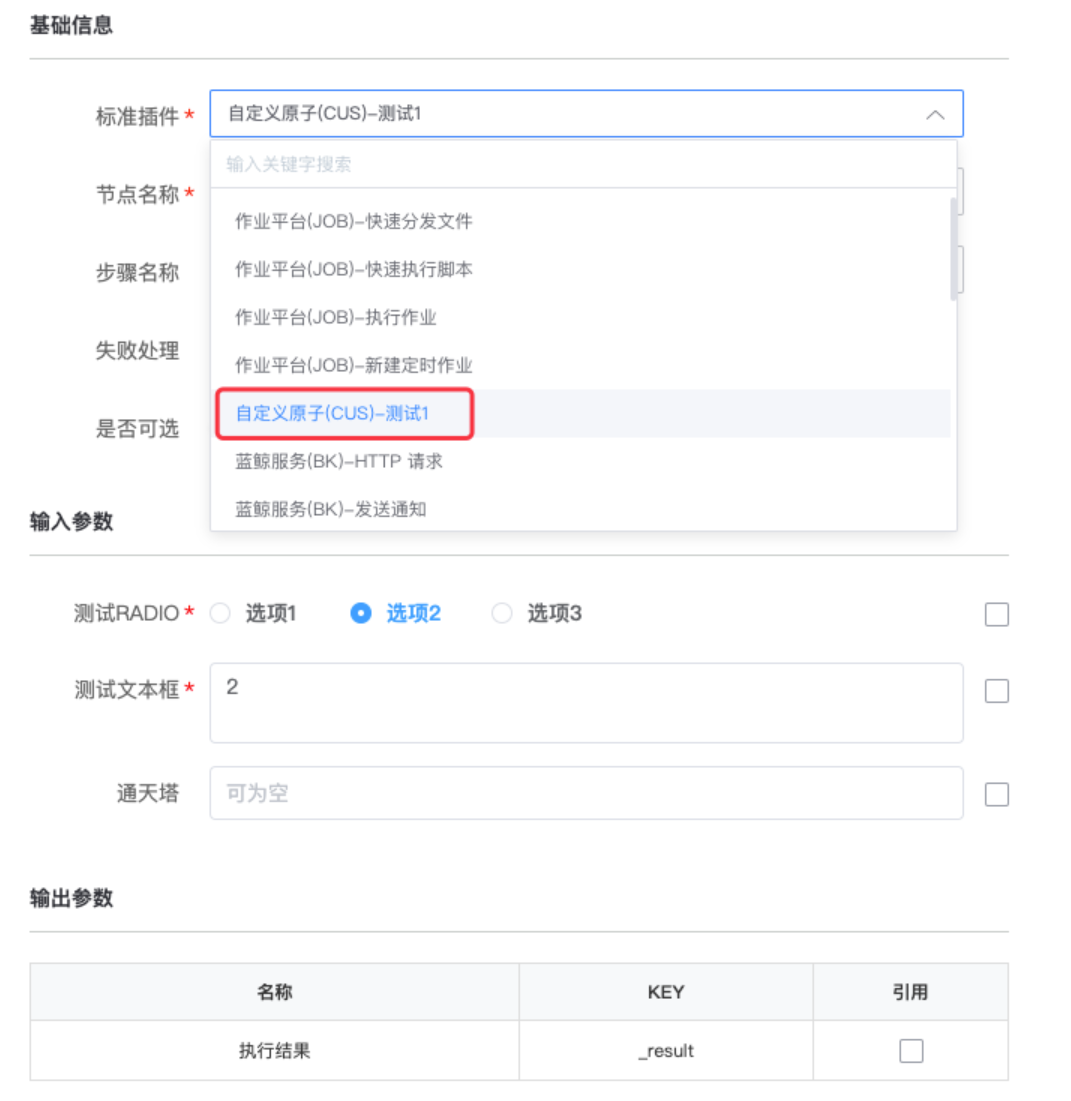 基础信息
标准插件* 自定义原子(CUS)-测试1
输入关键字搜索
节点名称*
作业平台(JOB)-快速分发文件
步骤名称 作业平台(JOB)-快速执行脚本
作业平台(JOB)-执行作业
失败处理
作业平台(JOB)-新建定时作业
自定义原子(CUS)-测试1
是否可选
蓝鲸服务(BK)-HTTP 请求
蓝鲸服务(BK)-发送通知
输入参数
测试RADIO* 选项1 选项2 选项3
测试文本框* 2
通天塔 可为空
输出参数
名称 KEY 引用
执行结果 _result